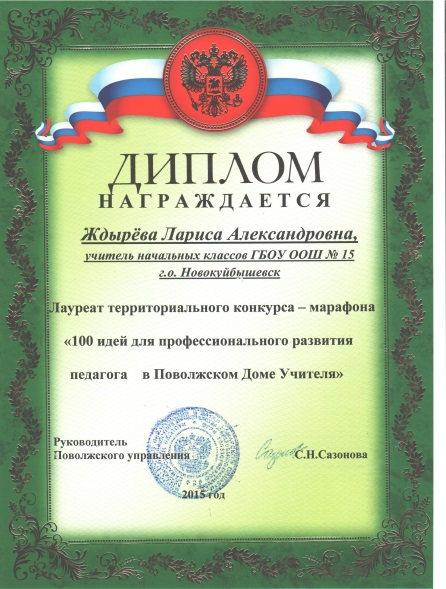 ДИПЛОМ
НАГРАЖДАЕТСЯ
Ждырёва Лариса Александровна,
учитель начальных классов ГБОУ ООШ № 15
г.о. Новокуйбышевск
Лауреат территориального конкурса – марафона
«100 идей для профессионального развития
педагога в Поволжском Доме Учителя»
Руководитель
Поволжского управления С.Н.Сазонова
2015 год